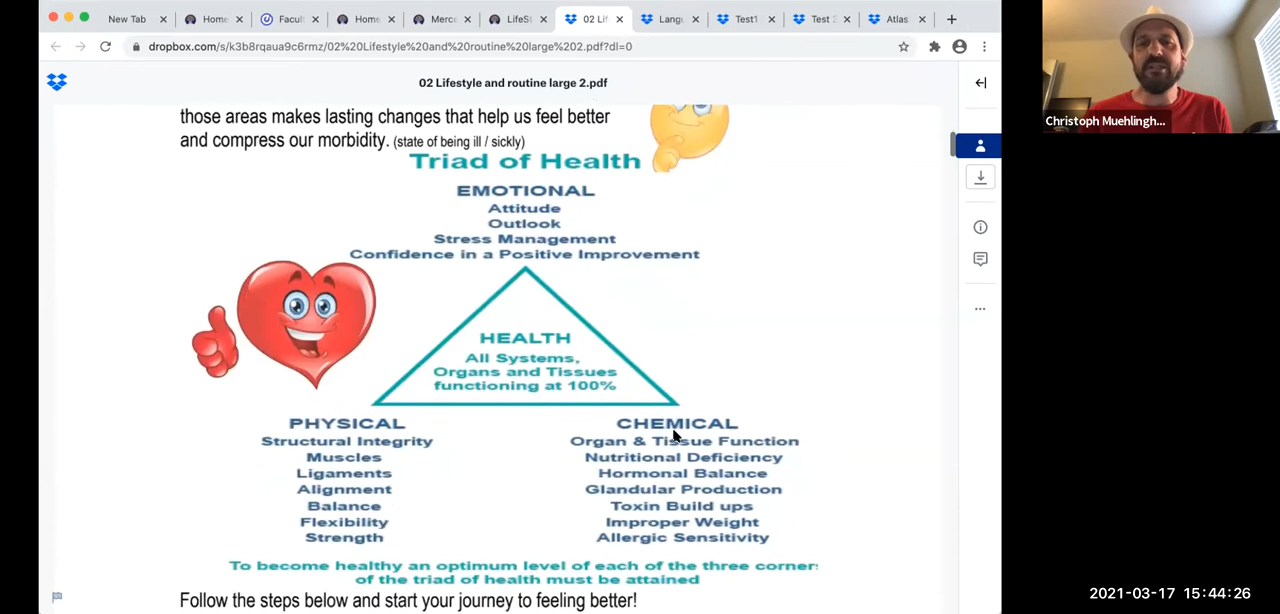 New Tab
Home
Facul
Home
Merce
LifeSt
02 Lif
Langu
Test1
Test 3
Atlas
dropbox.com/s/k3b8rqaua9c6rmz/02%20Lifestyle%20and%20routine%20large%202.pdf?dl=0
02 Lifestyle and routine large 2.pdf
those areas makes lasting changes that help us feel better
and compress our morbidity. (state of being ill / sickly)
Triad of Health
EMOTIONAL
Attitude
Outlook
Stress Management
Confidence in a Positive Improvement
HEALTH
All Systems,
Organs and Tissues
functioning at 100%
PHYSICAL
Structural Integrity
Muscles
Ligaments
Alignment
Balance
Flexibility
Strength
CHEMICAL
Organ & Tissue Function
Nutritional Deficiency
Hormonal Balance
Glandular Production
Toxin Build ups
Improper Weight
Allergic Sensitivity
To become healthy an optimum level of each of the three corners
of the triad of health must be attained
Follow the steps below and start your journey to feeling better!
Christoph Muehlingh...
2021-03-17 15:44:26